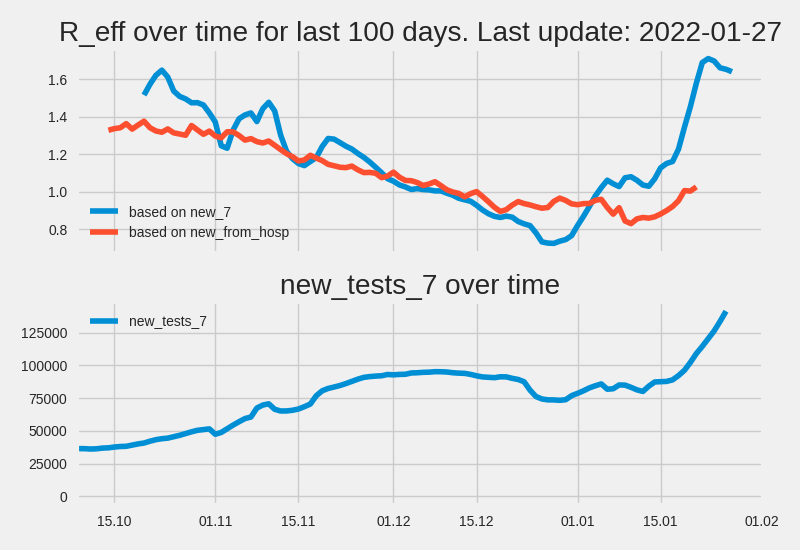 R_eff over time for last 100 days. Last update: 2022-01-27
1.6
1.4
1.2
1.0
0.8
based on new_7
based on new_from_hosp
new_tests_7 over time
new_tests_7
125000
100000
75000
50000
25000
0
15.10 01.11 15.11 01.12 15.12 01.01 15.01 01.02